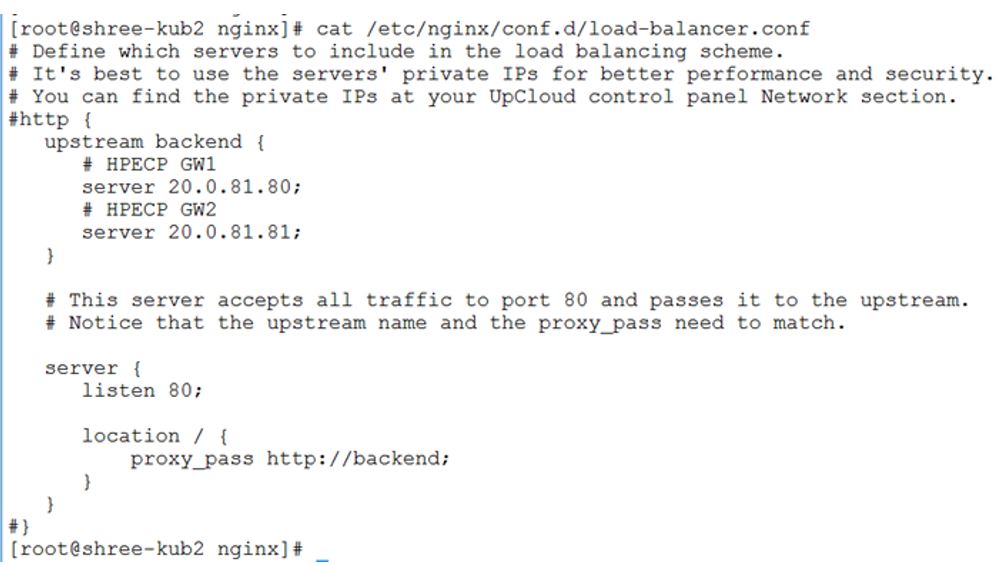 [root@shree-kub2 nginx]# cat /etc/nginx/conf.d/load-balancer.conf
# Define which servers to include in the load balancing scheme.
# It's best to use the servers' private IPs for better performance and security.
# You can find the private IPs at your UpCloud control panel Network section.
#http {
   upstream backend {
      # HPECP GW1
      server 20.0.81.80;
      # HPECP GW2
      server 20.0.81.81;
   }

   # This server accepts all traffic to port 80 and passes it to the upstream.
   # Notice that the upstream name and the proxy_pass need to match.

   server {
      listen 80;

      location / {
          proxy_pass http://backend;
      }
   }
#}
[root@shree-kub2 nginx]#